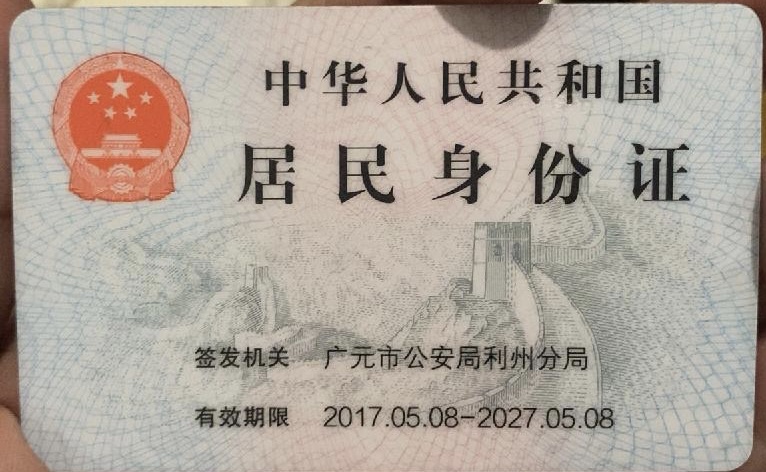 中华人民共和国
居民身份证
签发机关 广元市公安局利州分局
有效期限 2017.05.08-2027.05.08